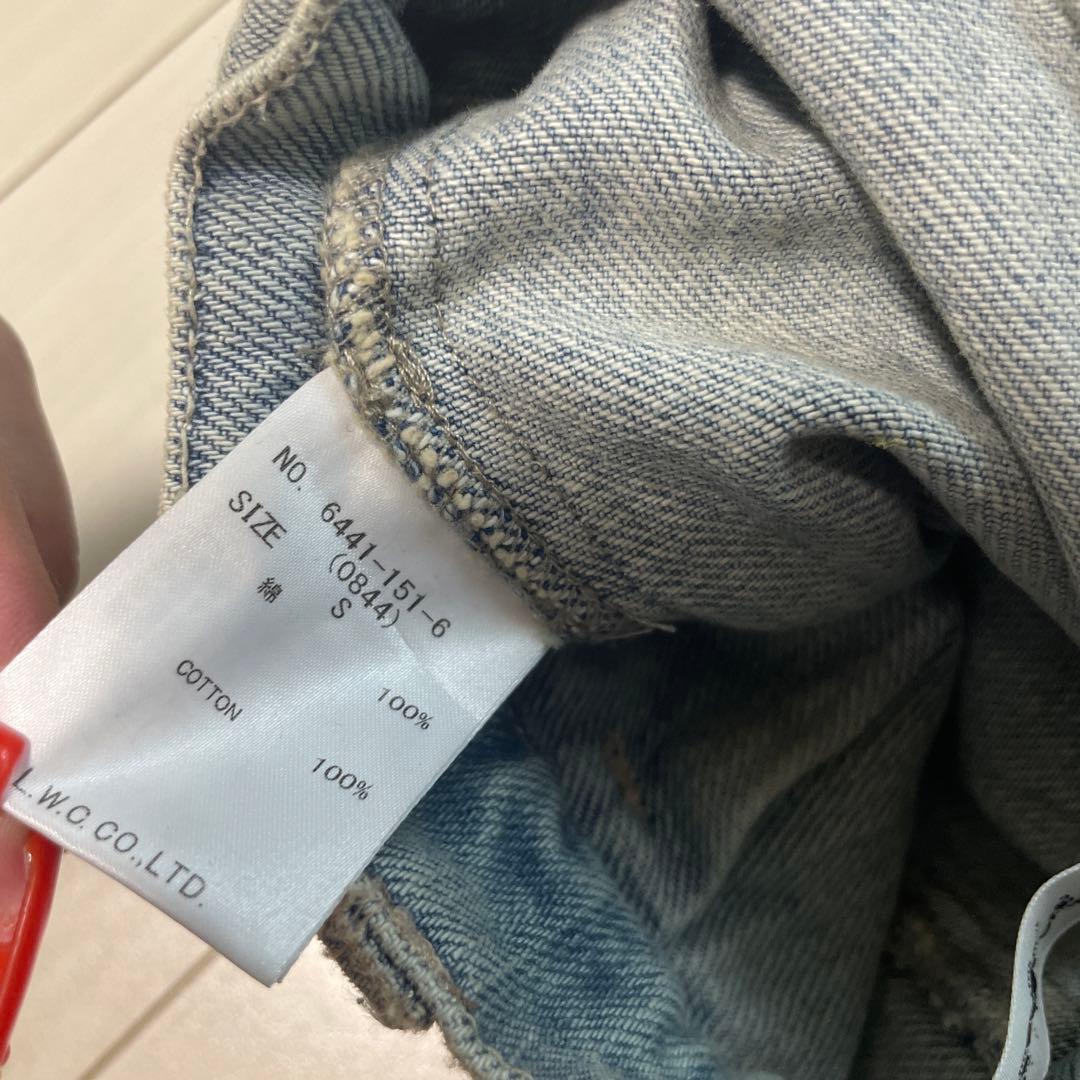 NO. 6441-151-6
(0844)
SIZE S
綿 100%
COTTON 100%
L.W.C. CO.,LTD.